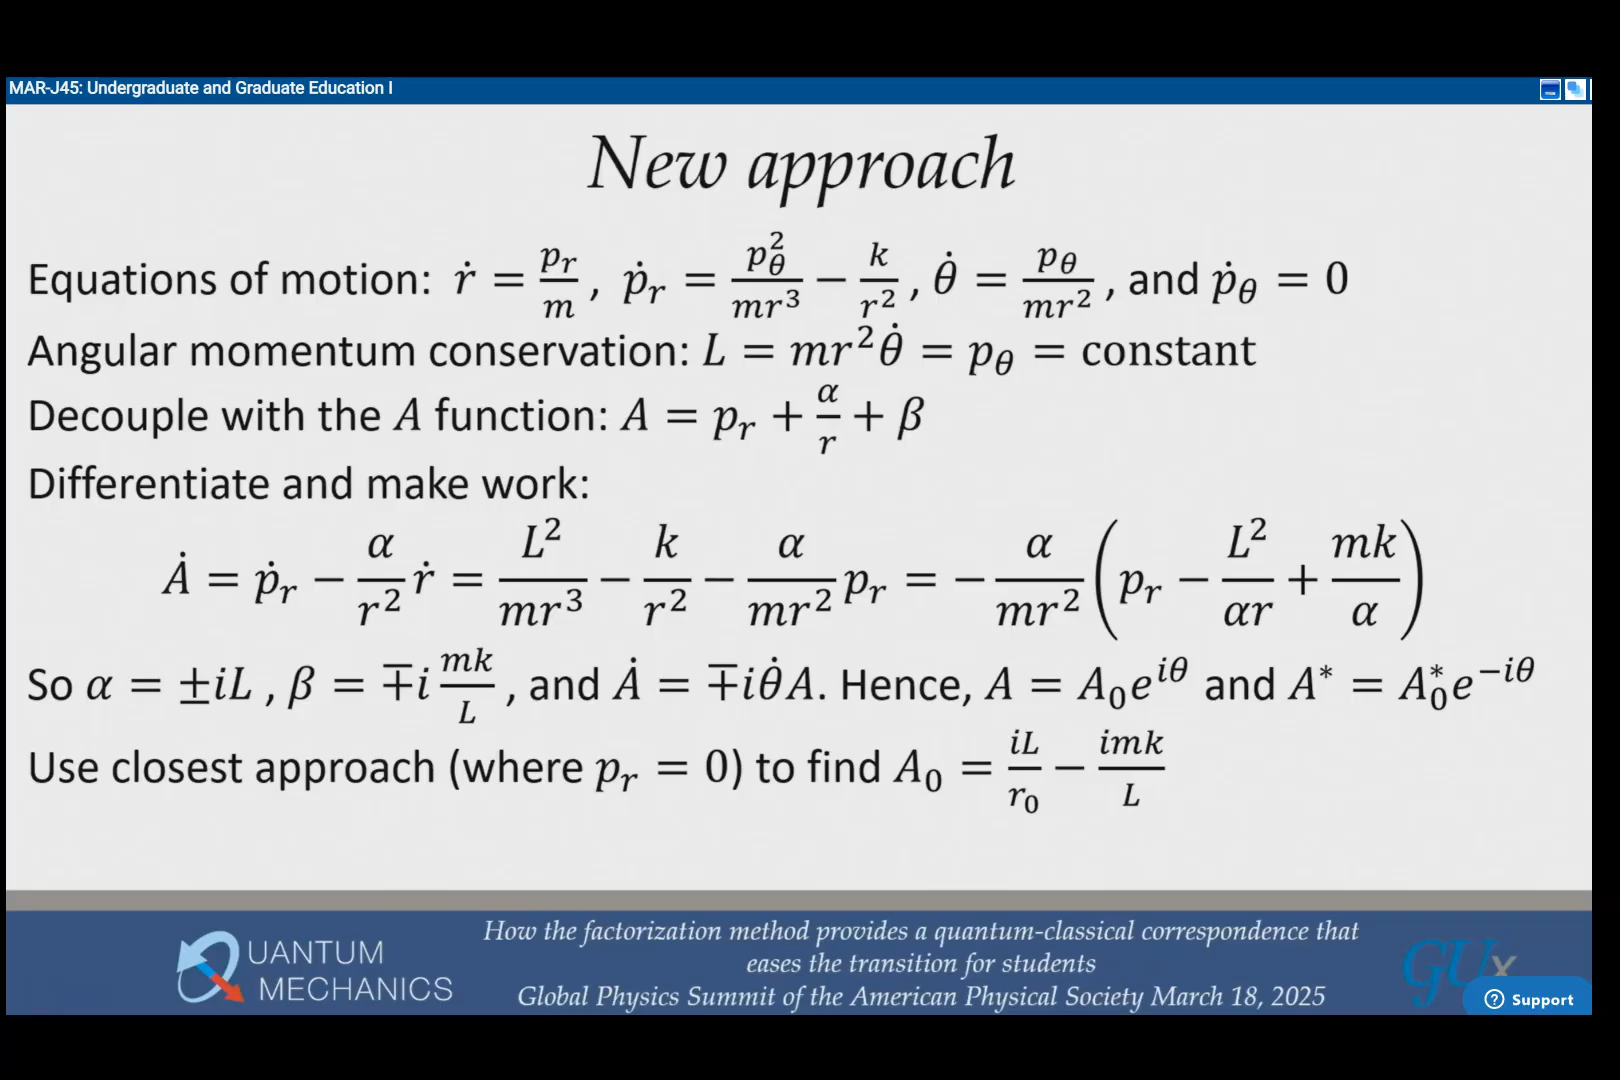 MAR-J45: Undergraduate and Graduate Education I
New approach
Equations of motion: ṙ = p_r/m , ṗ_r = p_θ²/mr³ − k/r² , θ̇ = p_θ/mr² , and ṗ_θ = 0
Angular momentum conservation: L = mr²θ̇ = p_θ = constant
Decouple with the A function: A = p_r + α/r + β
Differentiate and make work:
Ȧ = ṗ_r − α/r² ṙ = L²/mr³ − k/r² − α/mr² p_r = − α/mr² (p_r − L²/αr + mk/α)
So α = ±iL , β = ∓i mk/L , and Ȧ = ∓iθ̇A. Hence, A = A₀e^{iθ} and A* = A₀*e^{−iθ}
Use closest approach (where p_r = 0) to find A₀ = iL/r₀ − imk/L
QUANTUM
MECHANICS
How the factorization method provides a quantum-classical correspondence that
eases the transition for students
Global Physics Summit of the American Physical Society March 18, 2025
GUx
Support